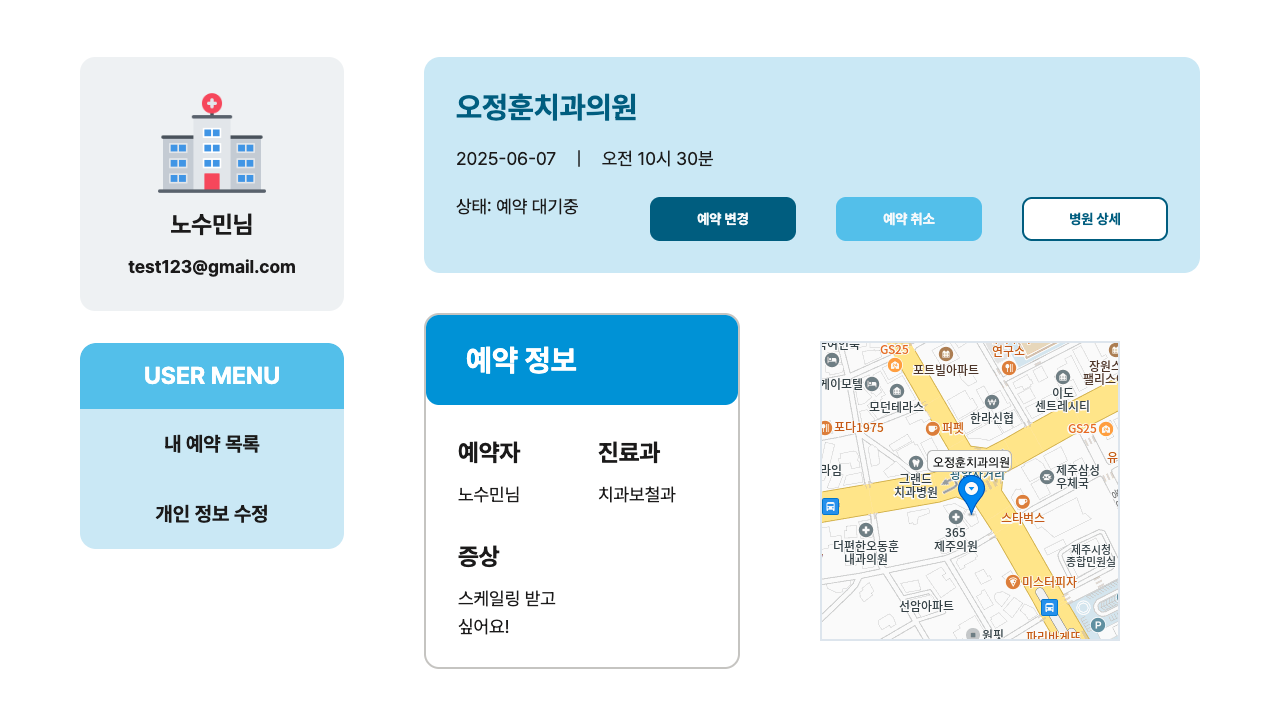 노수민님
test123@gmail.com
USER MENU
내 예약 목록
개인 정보 수정
오정훈치과의원
2025-06-07 | 오전 10시 30분
상태: 예약 대기중
예약 변경
예약 취소
병원 상세
예약 정보
예약자
진료과
노수민님
치과보철과
증상
스케일링 받고
싶어요!
GS25
연구소
포트빌아파트
장원스
팰리스
케이모텔
모던테라스
이도
센트레시티
한라신협
포다1975
퍼펫
GS25
오정훈치과의원
라임
그랜드
치과병원
제주삼성
우체국
유
스타벅스
365
제주의원
더편한오동훈
내과의원
제주시청
종합민원실
미스터피자
선암아파트
P
원핏
파리바게뜨